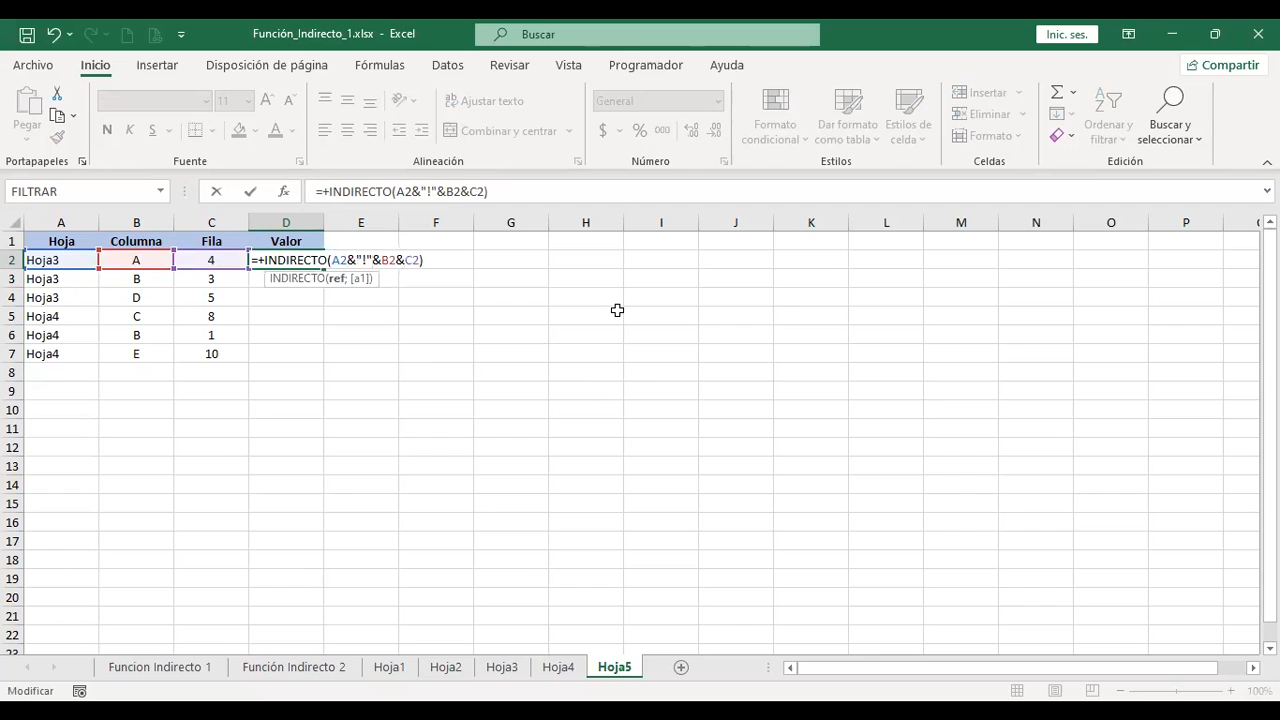 Función_Indirecto_1.xlsx - Excel
Buscar
Inic. ses.
Archivo Inicio Insertar Disposición de página Fórmulas Datos Revisar Vista Programador Ayuda Compartir
Pegar
11
N K S
Ajustar texto
Combinar y centrar
General
$ % 000
Formato condicional
Dar formato como tabla
Estilos de celda
Insertar
Eliminar
Formato
Ordenar y filtrar
Buscar y seleccionar
Portapapeles Fuente Alineación Número Estilos Celdas Edición
FILTRAR fx =+INDIRECTO(A2&"!"&B2&C2)
A B C D E F G H I J K L M N O P
1 Hoja Columna Fila Valor
2 Hoja3 A 4 =+INDIRECTO(A2&"!"&B2&C2)
3 Hoja3 B 3 INDIRECTO(ref; [a1])
4 Hoja3 D 5
5 Hoja4 C 8
6 Hoja4 B 1
7 Hoja4 E 10
8
9
10
11
12
13
14
15
16
17
18
19
20
21
22
Funcion Indirecto 1 Función Indirecto 2 Hoja1 Hoja2 Hoja3 Hoja4 Hoja5
Modificar 100%